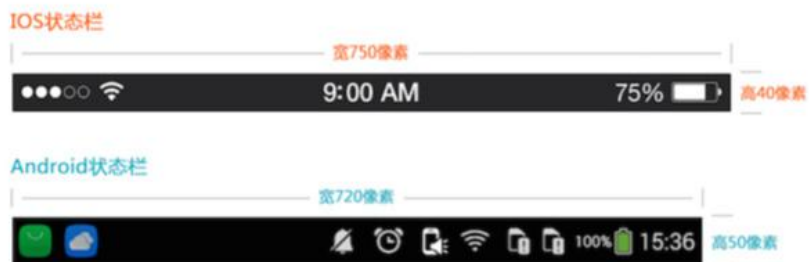 IOS状态栏
宽750像素
9:00 AM
75%
高40像素
Android状态栏
宽720像素
100%
15:36
高50像素